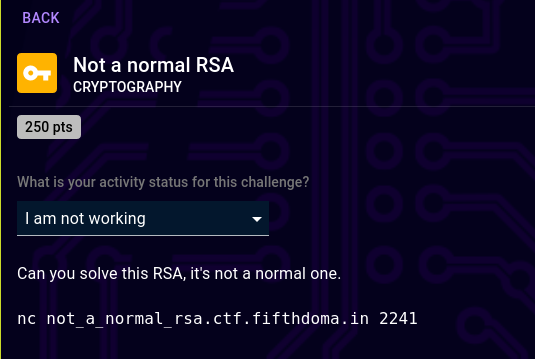 BACK
Not a normal RSA
CRYPTOGRAPHY
250 pts
What is your activity status for this challenge?
I am not working
Can you solve this RSA, it's not a normal one.
nc not_a_normal_rsa.ctf.fifthdoma.in 2241